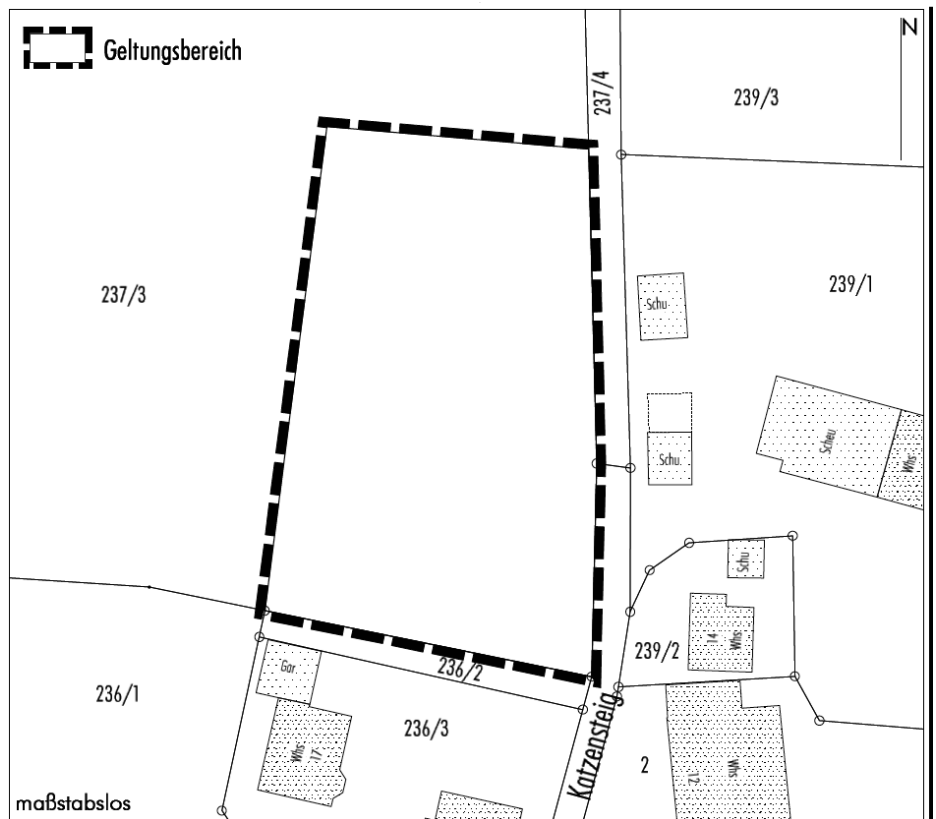 N
Geltungsbereich
237/4
239/3
237/3
239/1
Schu
Scheu
Whs
Schu
Schu
14
Whs
239/2
236/2
Gar
236/1
236/3
Whs
17
Katzensteig
2
Whs
12
maßstabslos